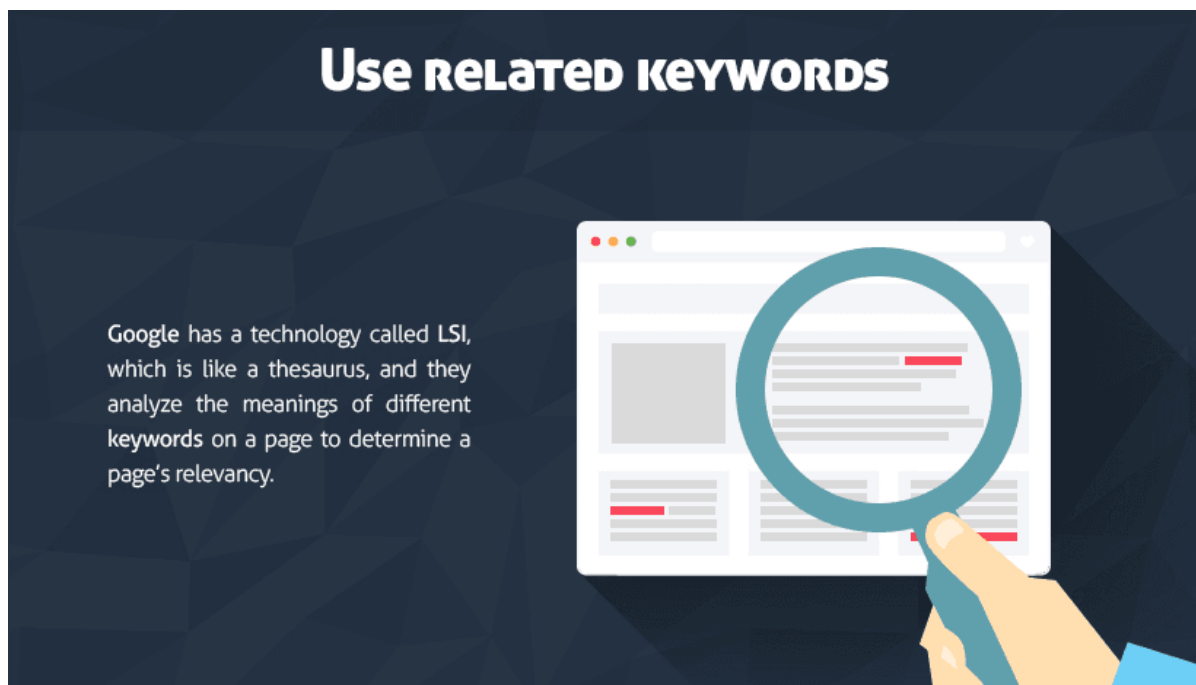 Use related keywords
Google has a technology called LSI,
which is like a thesaurus, and they
analyze the meanings of different
keywords on a page to determine a
page's relevancy.